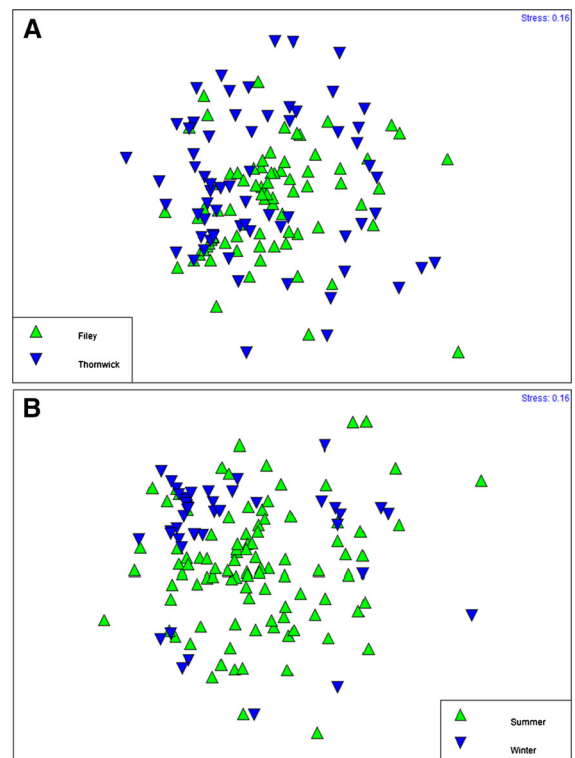 A
Stress: 0.16
Filey
Thornwick
B
Stress: 0.16
Summer
Winter